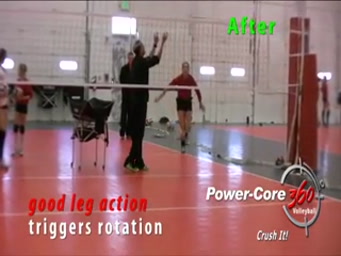 After
good leg action
triggers rotation
Power-Core 360
Volleyball
Crush It!